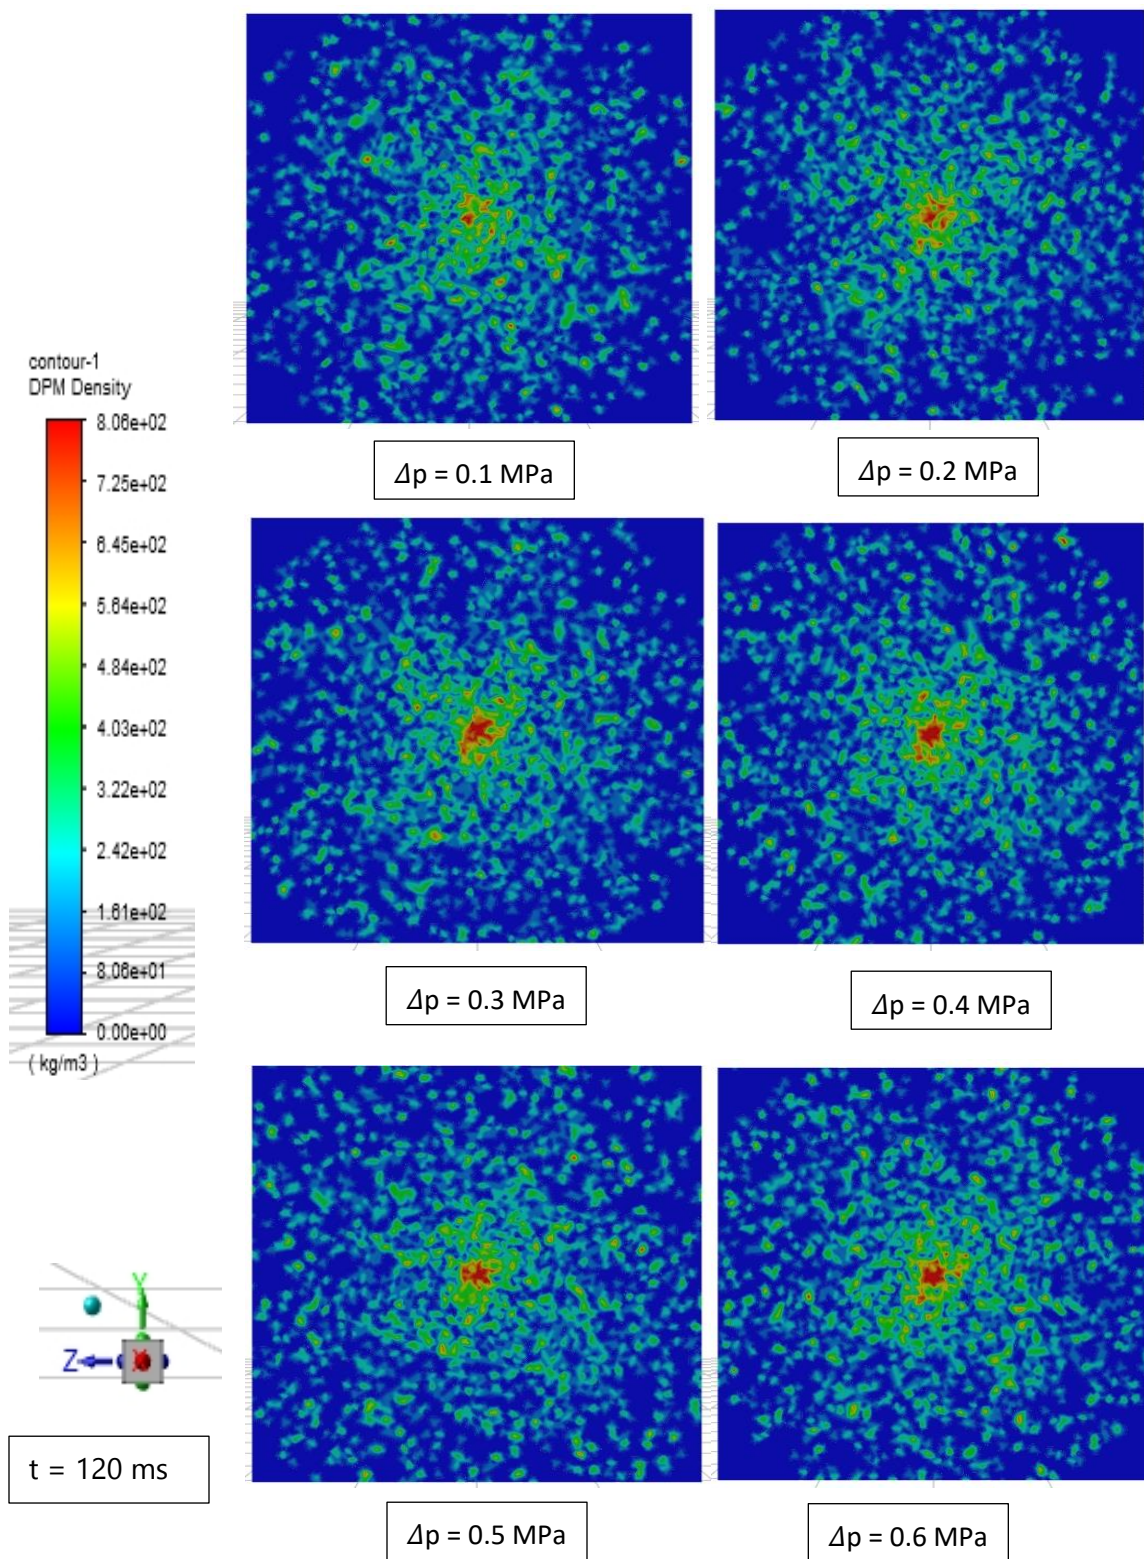 Δp = 0.1 MPa
Δp = 0.2 MPa
contour-1
DPM Density
8.06e+02
7.25e+02
6.45e+02
5.64e+02
4.84e+02
4.03e+02
3.22e+02
2.42e+02
1.61e+02
8.06e+01
0.00e+00
( kg/m3 )
Δp = 0.3 MPa
Δp = 0.4 MPa
Y
Z
X
t = 120 ms
Δp = 0.5 MPa
Δp = 0.6 MPa